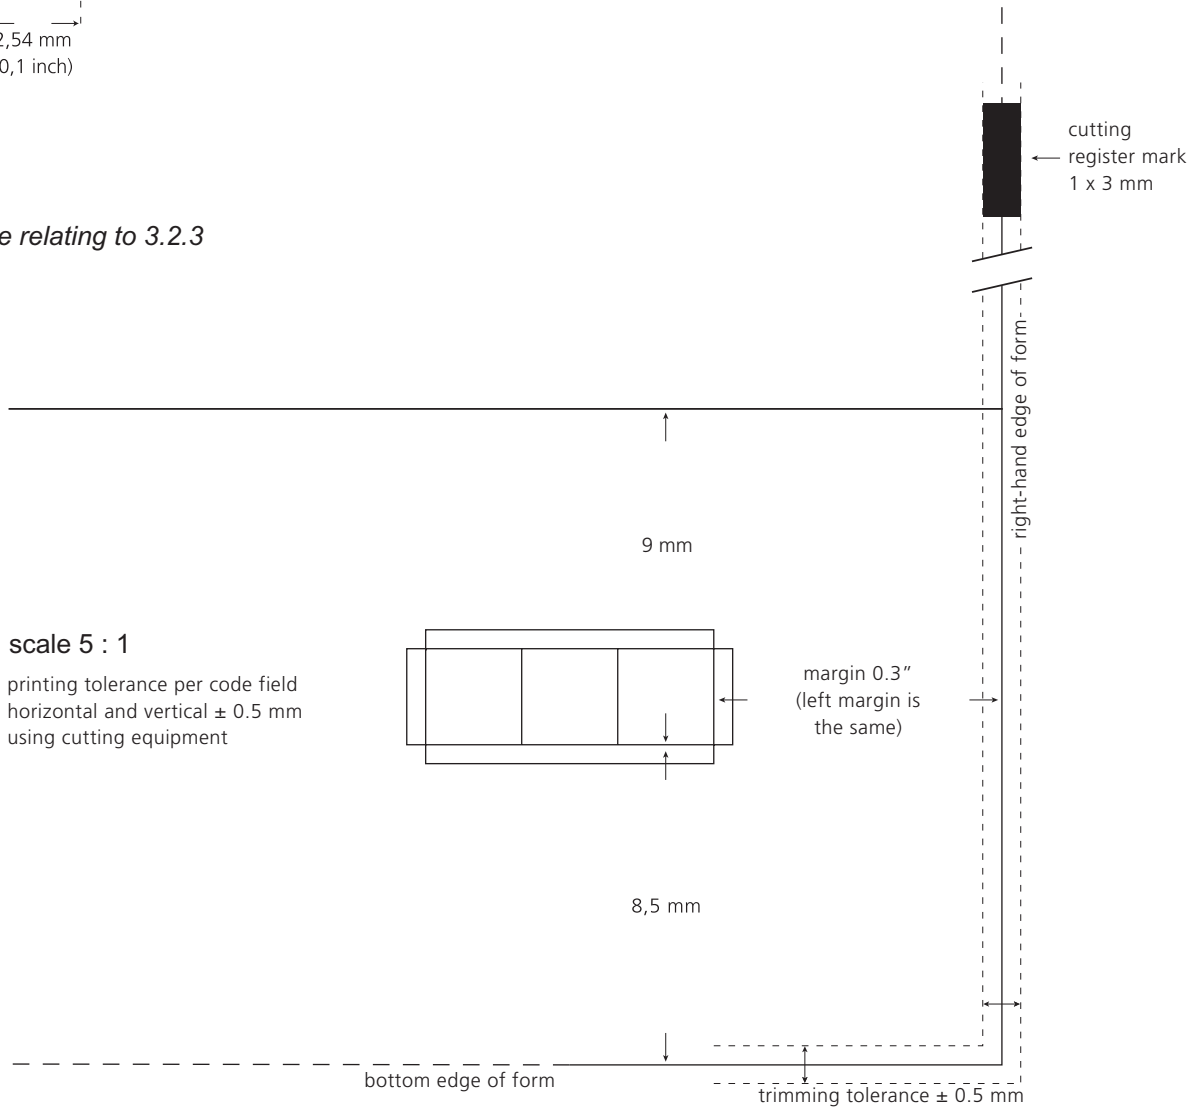 2,54 mm
0,1 inch)
cutting
register mark
1 x 3 mm
e relating to 3.2.3
right-hand edge of form
9 mm
scale 5 : 1
printing tolerance per code field
horizontal and vertical ± 0.5 mm
using cutting equipment
margin 0.3”
(left margin is
the same)
8,5 mm
bottom edge of form
trimming tolerance ± 0.5 mm